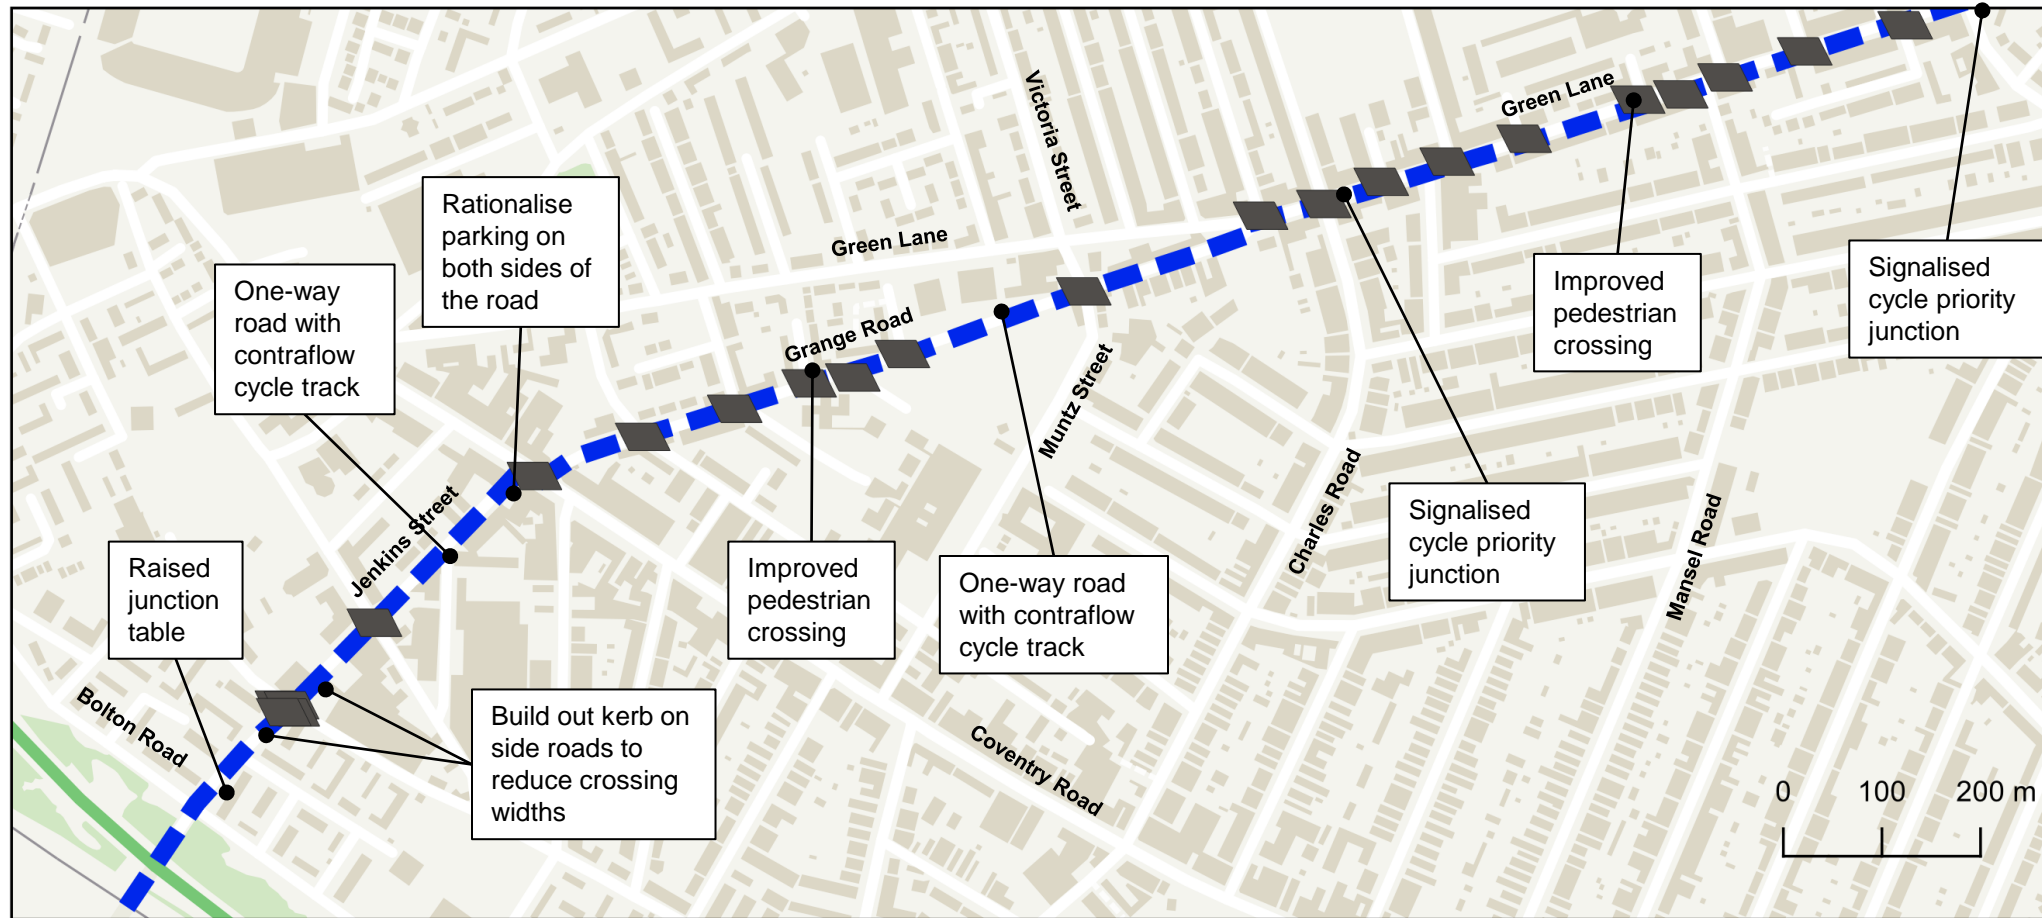 Victoria Street
Green Lane
Rationalise
parking on
both sides of
the road
Green Lane
One-way
road with
contraflow
cycle track
Improved
pedestrian
crossing
Signalised
cycle priority
junction
Grange Road
Muntz Street
Charles Road
Signalised
cycle priority
junction
Mansel Road
Jenkins Street
Raised
junction
table
Improved
pedestrian
crossing
One-way road
with contraflow
cycle track
Bolton Road
Build out kerb on
side roads to
reduce crossing
widths
Coventry Road
0 100 200 m